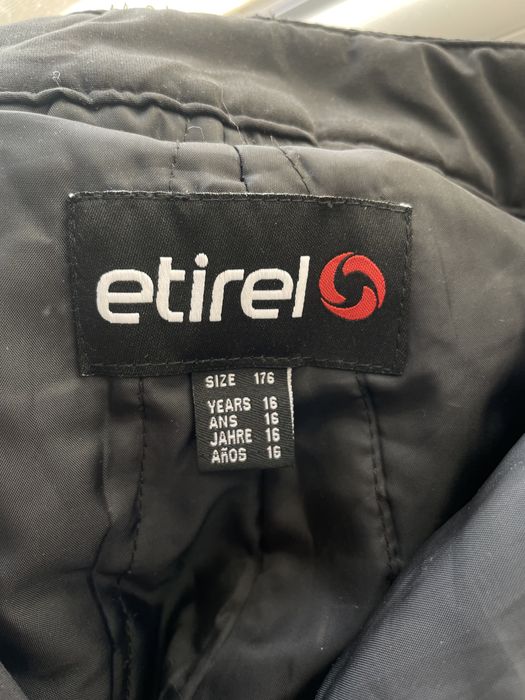 etirel
SIZE 176
YEARS 16
ANS 16
JAHRE 16
AÑOS 16